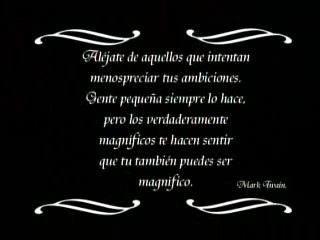 Aléjate de aquellos que intentan
menospreciar tus ambiciones.
Gente pequeña siempre lo hace,
pero los verdaderamente
magníficos te hacen sentir
que tu también puedes ser
magnífico.
Mark Twain.